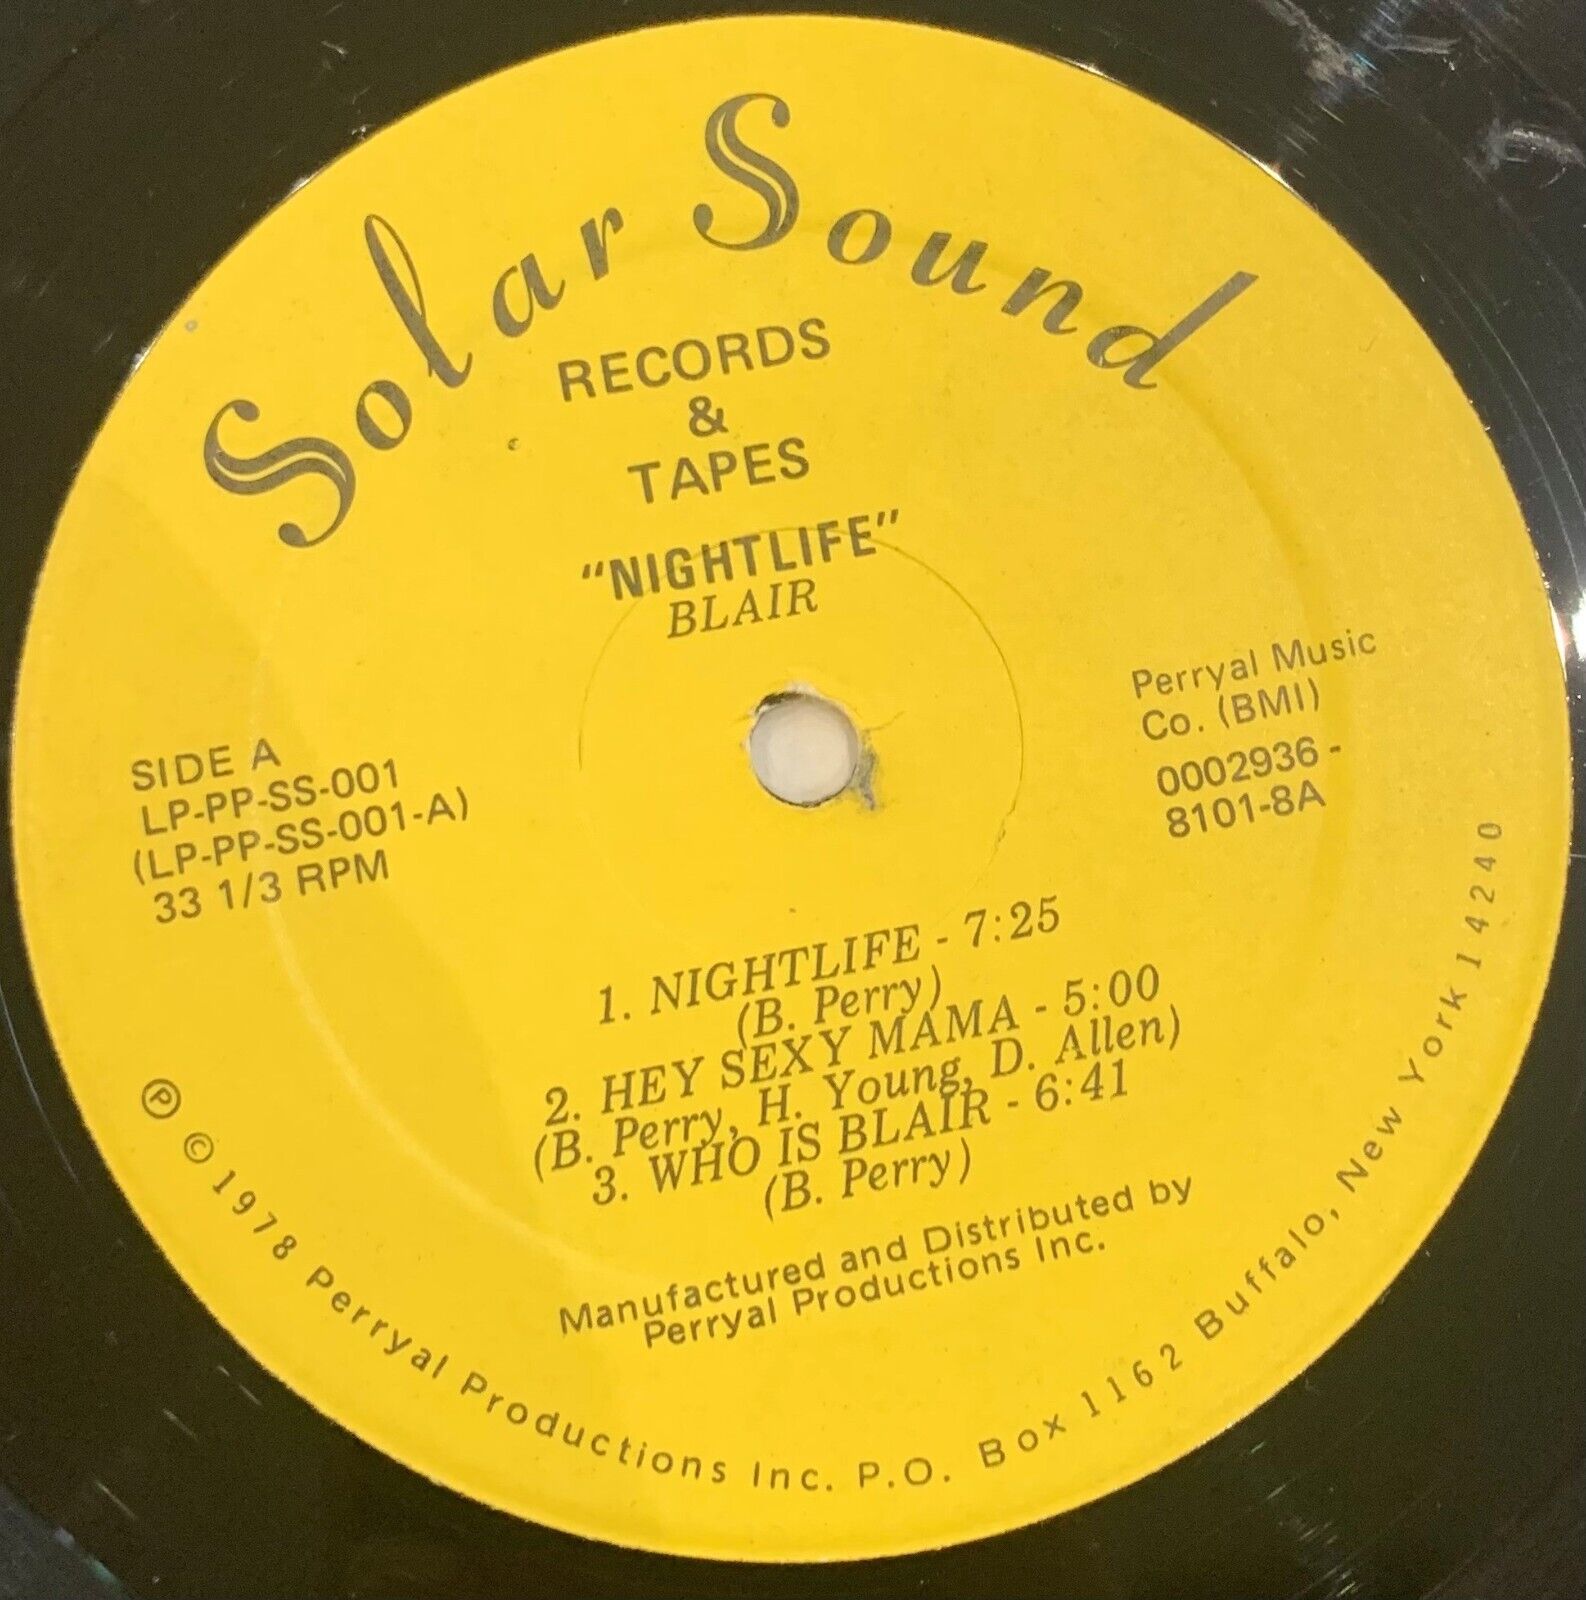 Solar Sound
RECORDS
&
TAPES
"NIGHTLIFE"
BLAIR
SIDE A
LP-PP-SS-001
(LP-PP-SS-001-A)
33 1/3 RPM
Perryal Music
Co. (BMI)
0002936 -
8101-8A
1. NIGHTLIFE - 7:25
(B. Perry)
2. HEY SEXY MAMA - 5:00
(B. Perry, H. Young, D. Allen)
3. WHO IS BLAIR - 6:41
(B. Perry)
Manufactured and Distributed by
Perryal Productions Inc.
Ⓟ © 1978 Perryal Productions Inc. P.O. Box 1162 Buffalo, New York 14240